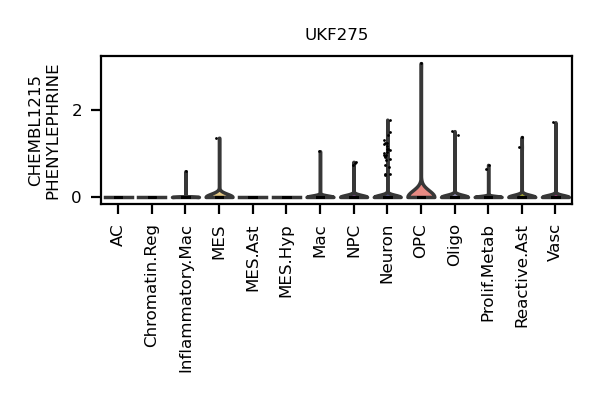 UKF275
CHEMBL1215
PHENYLEPHRINE
2
0
AC
Chromatin.Reg
Inflammatory.Mac
MES
MES.Ast
MES.Hyp
Mac
NPC
Neuron
OPC
Oligo
Prolif.Metab
Reactive.Ast
Vasc